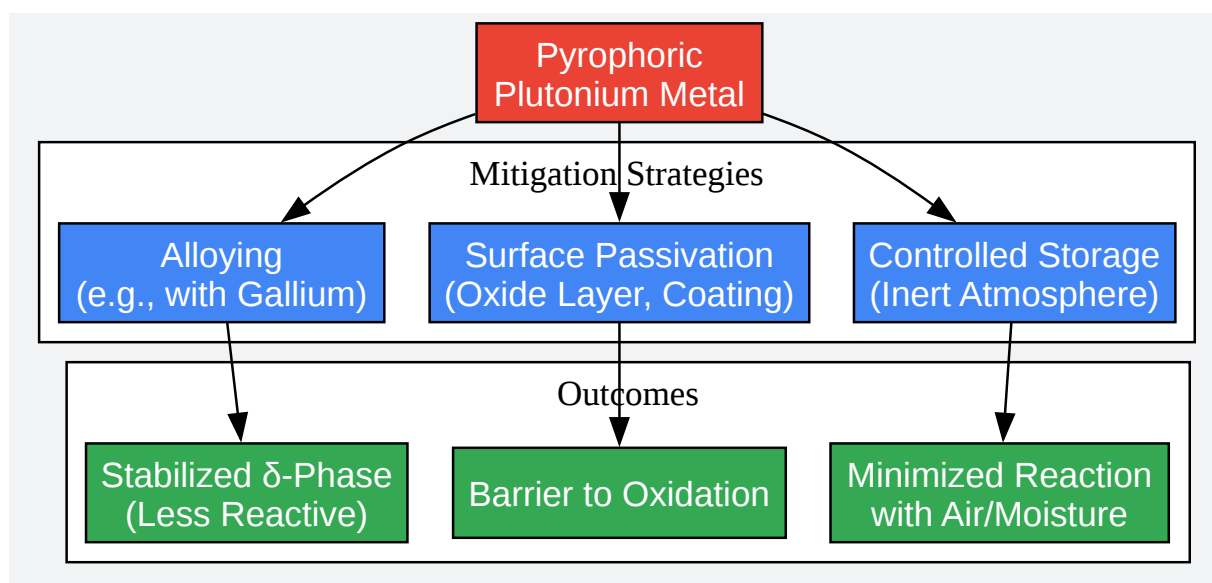 Pyrophoric
Plutonium Metal
Mitigation Strategies
Alloying
(e.g., with Gallium)
Surface Passivation
(Oxide Layer, Coating)
Controlled Storage
(Inert Atmosphere)
Outcomes
Stabilized δ-Phase
(Less Reactive)
Barrier to Oxidation
Minimized Reaction
with Air/Moisture